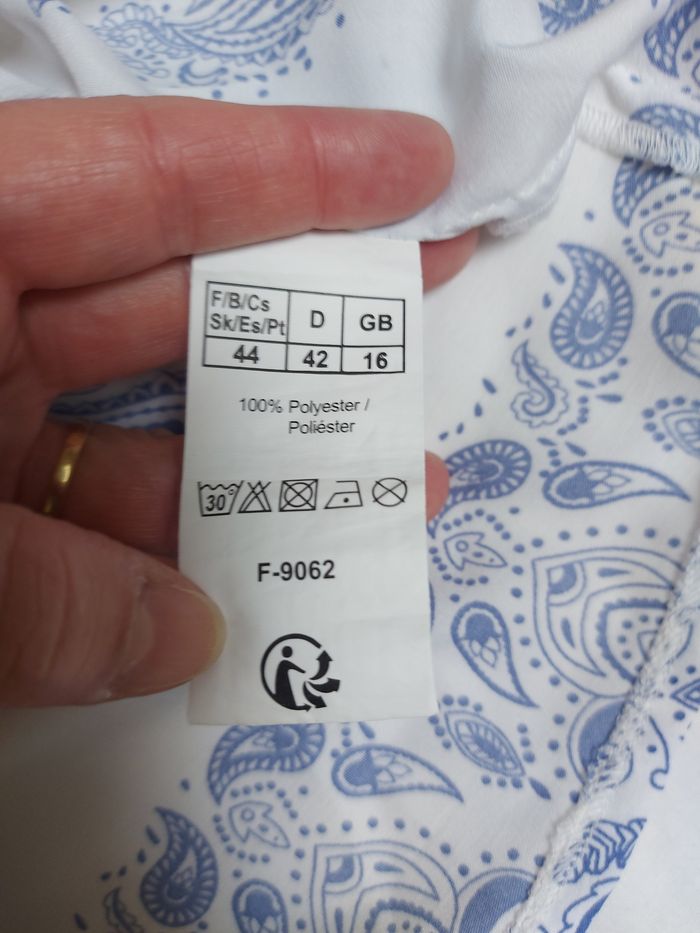 F/B/Cs
Sk/Es/Pt D GB
44 42 16
100% Polyester /
Poliéster
30°
F-9062